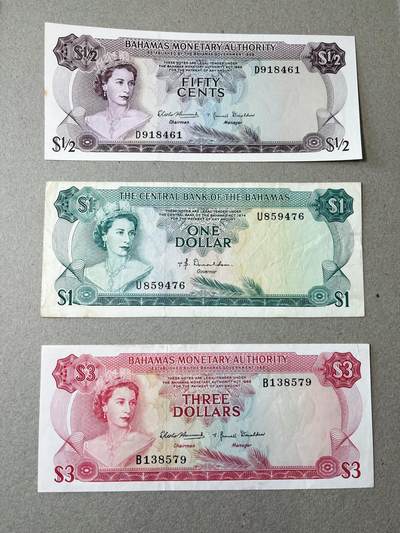 $1/2
BAHAMAS MONETARY AUTHORITY
$1/2
ESTABLISHED BY THE BAHAMAS GOVERNMENT 1968
THESE NOTES ARE LEGAL TENDER UNDER
THE BAHAMAS MONETARY AUTHORITY ACT 1968
FOR THE PAYMENT OF ANY AMOUNT
D918461
FIFTY
CENTS
Chairman
Manager
D918461
$1/2
$1/2
$1
THE CENTRAL BANK OF THE BAHAMAS
$1
THESE NOTES ARE LEGAL TENDER UNDER
THE CENTRAL BANK OF THE BAHAMAS ACT 1974
FOR THE PAYMENT OF ANY AMOUNT
U859476
ONE
DOLLAR
Governor
U859476
$1
$1
$3
BAHAMAS MONETARY AUTHORITY
$3
ESTABLISHED BY THE BAHAMAS GOVERNMENT 1968
THESE NOTES ARE LEGAL TENDER UNDER
THE BAHAMAS MONETARY AUTHORITY ACT 1968
FOR THE PAYMENT OF ANY AMOUNT
B138579
THREE
DOLLARS
Chairman
Manager
B138579
$3
$3